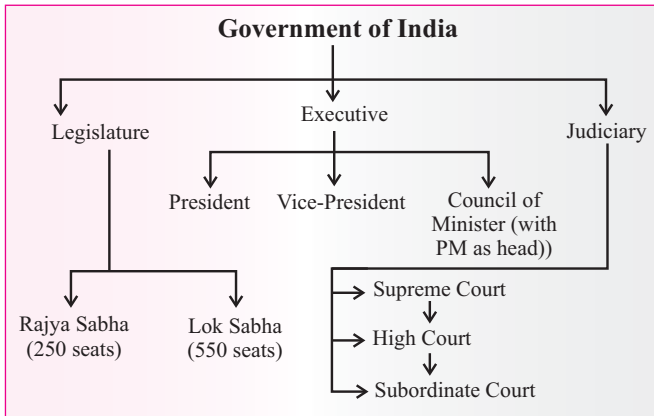 Government of India
Executive
Legislature
Judiciary
President
Vice-President
Council of
Minister (with
PM as head))
Rajya Sabha
(250 seats)
Lok Sabha
(550 seats)
Supreme Court
High Court
Subordinate Court